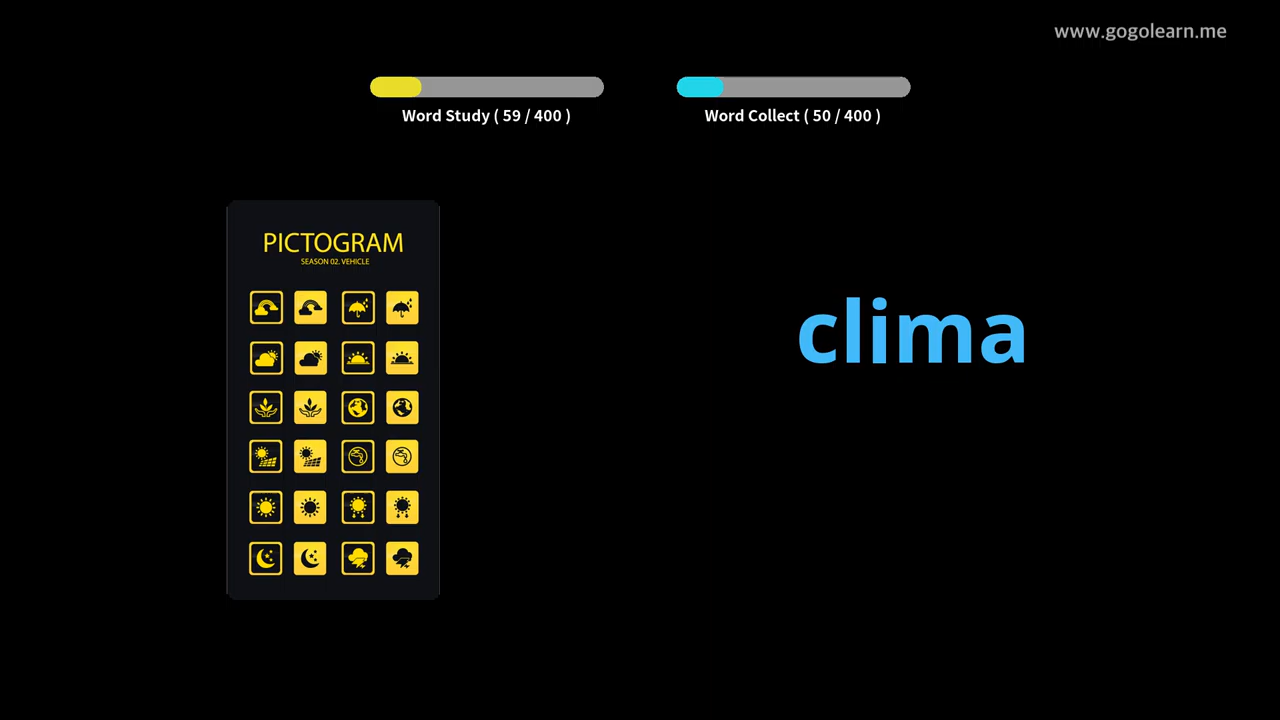 www.gogolearn.me
Word Study ( 59 / 400 )
Word Collect ( 50 / 400 )
PICTOGRAM
SEASON 02. VEHICLE
clima